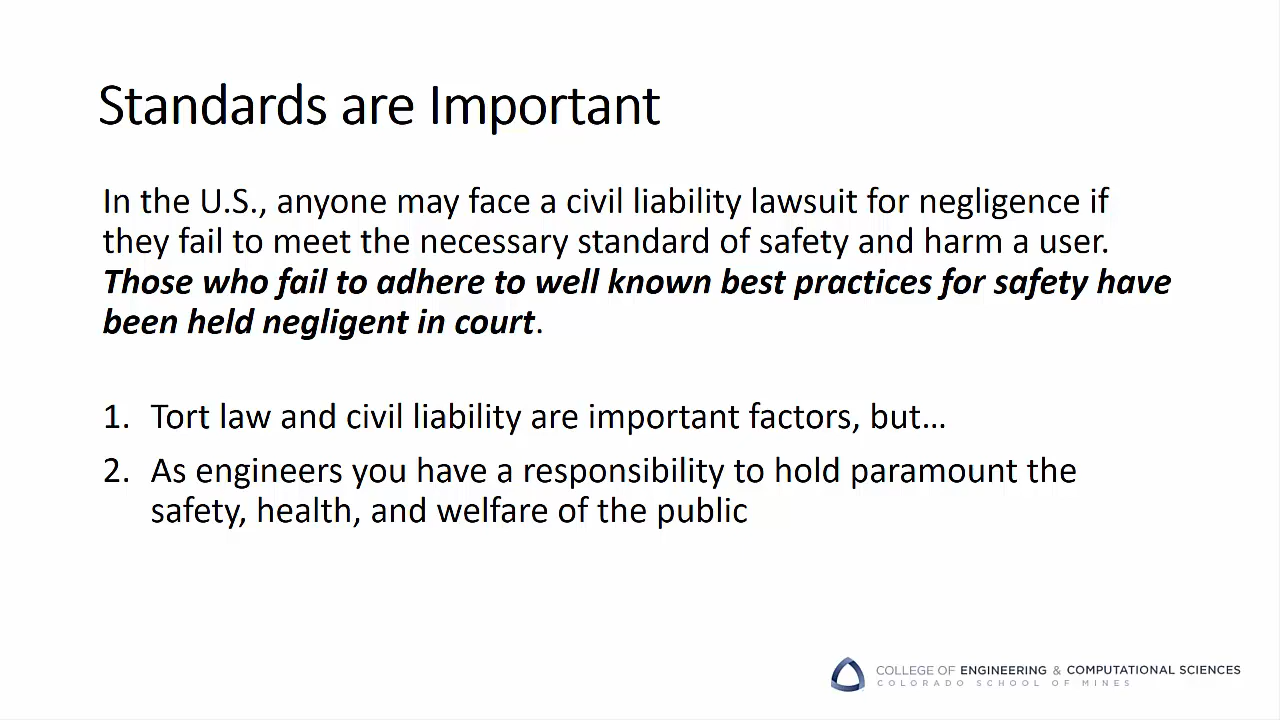 Standards are Important
In the U.S., anyone may face a civil liability lawsuit for negligence if
they fail to meet the necessary standard of safety and harm a user.
Those who fail to adhere to well known best practices for safety have
been held negligent in court.
1. Tort law and civil liability are important factors, but…
2. As engineers you have a responsibility to hold paramount the
safety, health, and welfare of the public
COLLEGE OF ENGINEERING & COMPUTATIONAL SCIENCES
COLORADO SCHOOL OF MINES